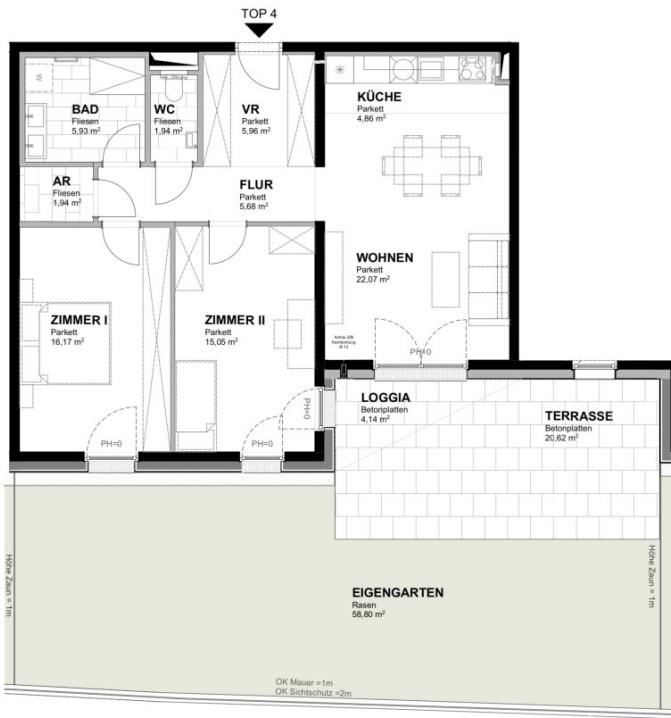 TOP 4
W
BAD
Fliesen
5,93 m²
WC
Fliesen
1,94 m²
VR
Parkett
5,96 m²
KÜCHE
Parkett
4,86 m²
AR
Fliesen
1,94 m²
FLUR
Parkett
5,68 m²
WOHNEN
Parkett
22,07 m²
ZIMMER I
Parkett
16,17 m²
ZIMMER II
Parkett
15,05 m²
PH=0
PH=0
PH=0
PH=0
LOGGIA
Betonplatten
4,14 m²
TERRASSE
Betonplatten
20,62 m²
Höhe Zaun = 1m
Höhe Zaun = 1m
EIGENGARTEN
Rasen
58,80 m²
OK Mauer =1m
OK Sichtschutz =2m